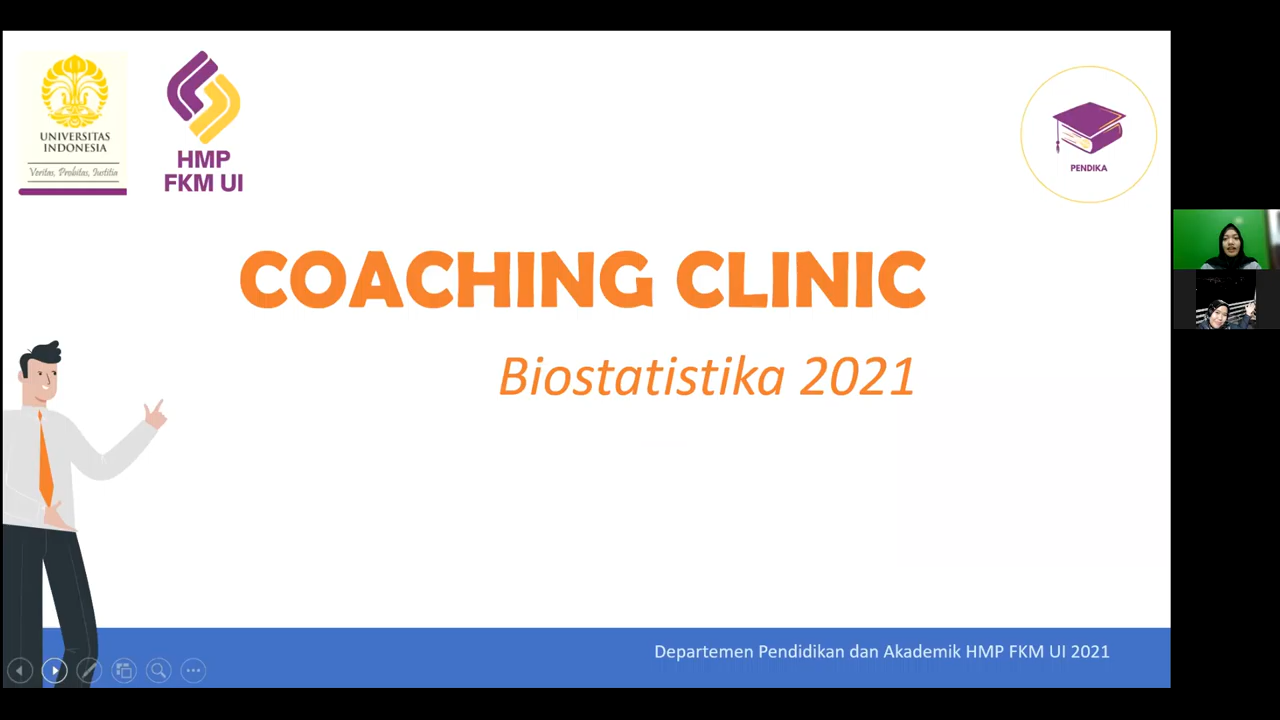 UNIVERSITAS
INDONESIA
Veritas, Probitas, Iustitia
HMP
FKM UI
PENDIKA
COACHING CLINIC
Biostatistika 2021
Departemen Pendidikan dan Akademik HMP FKM UI 2021